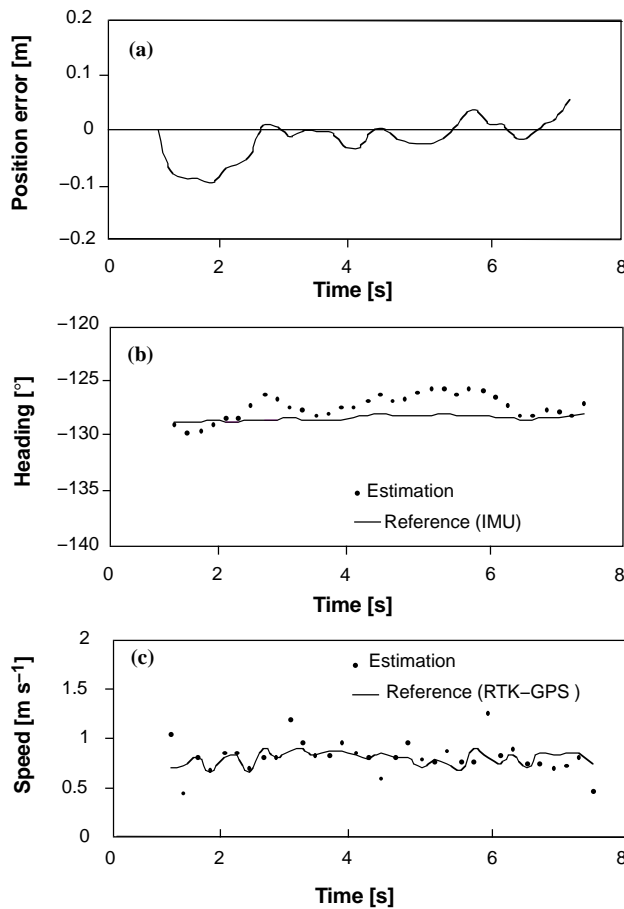 Position error [m]
0.2
0.1
0
−0.1
−0.2
(a)
0 2 4 6 8
Time [s]
Heading [°]
−120
−125
−130
−135
−140
(b)
Estimation
Reference (IMU)
0 2 4 6 8
Time [s]
Speed [m s−1]
2
1.5
1
0.5
0
(c)
Estimation
Reference (RTK–GPS )
0 2 4 6 8
Time [s]